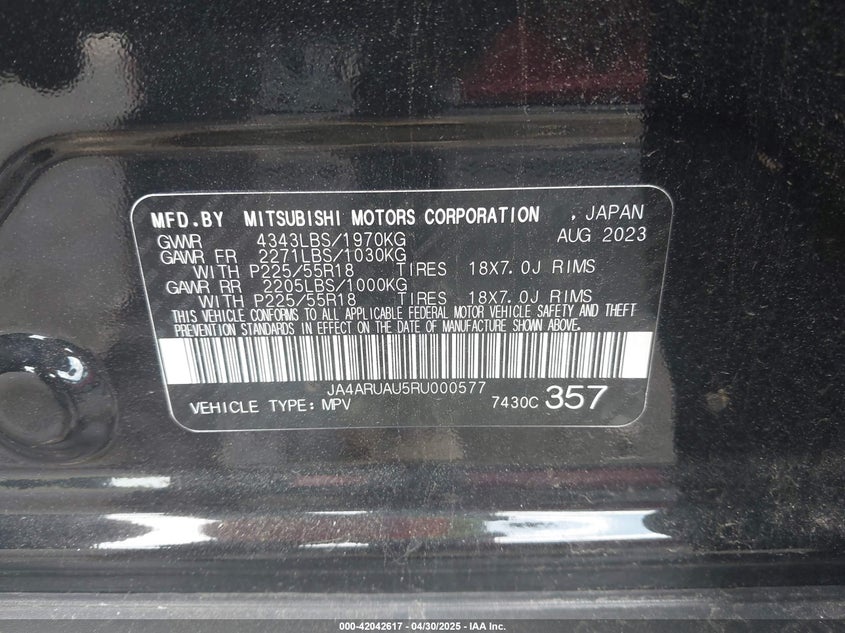 MFD.BY MITSUBISHI MOTORS CORPORATION , JAPAN
GVWR 4343LBS/1970KG AUG 2023
GAWR FR 2271LBS/1030KG
WITH P225/55R18 TIRES 18X7.0J RIMS
GAWR RR 2205LBS/1000KG
WITH P225/55R18 TIRES 18X7.0J RIMS
THIS VEHICLE CONFORMS TO ALL APPLICABLE FEDERAL MOTOR VEHICLE SAFETY AND THEFT
PREVENTION STANDARDS IN EFFECT ON THE DATE OF MANUFACTURE SHOWN ABOVE.
JA4ARUAU5RU000577
VEHICLE TYPE: MPV 7430C 357
000-42042617 - 04/30/2025 - IAA Inc.